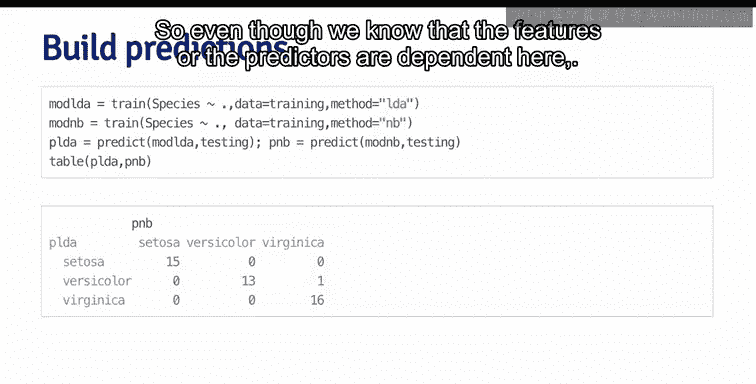 So even though we know that the features
or the predictors are dependent here,.
Build predictions
modlda = train(Species ~ .,data=training,method="lda")
modnb = train(Species ~ ., data=training,method="nb")
plda = predict(modlda,testing); pnb = predict(modnb,testing)
table(plda,pnb)
pnb
plda setosa versicolor virginica
setosa 15 0 0
versicolor 0 13 1
virginica 0 0 16